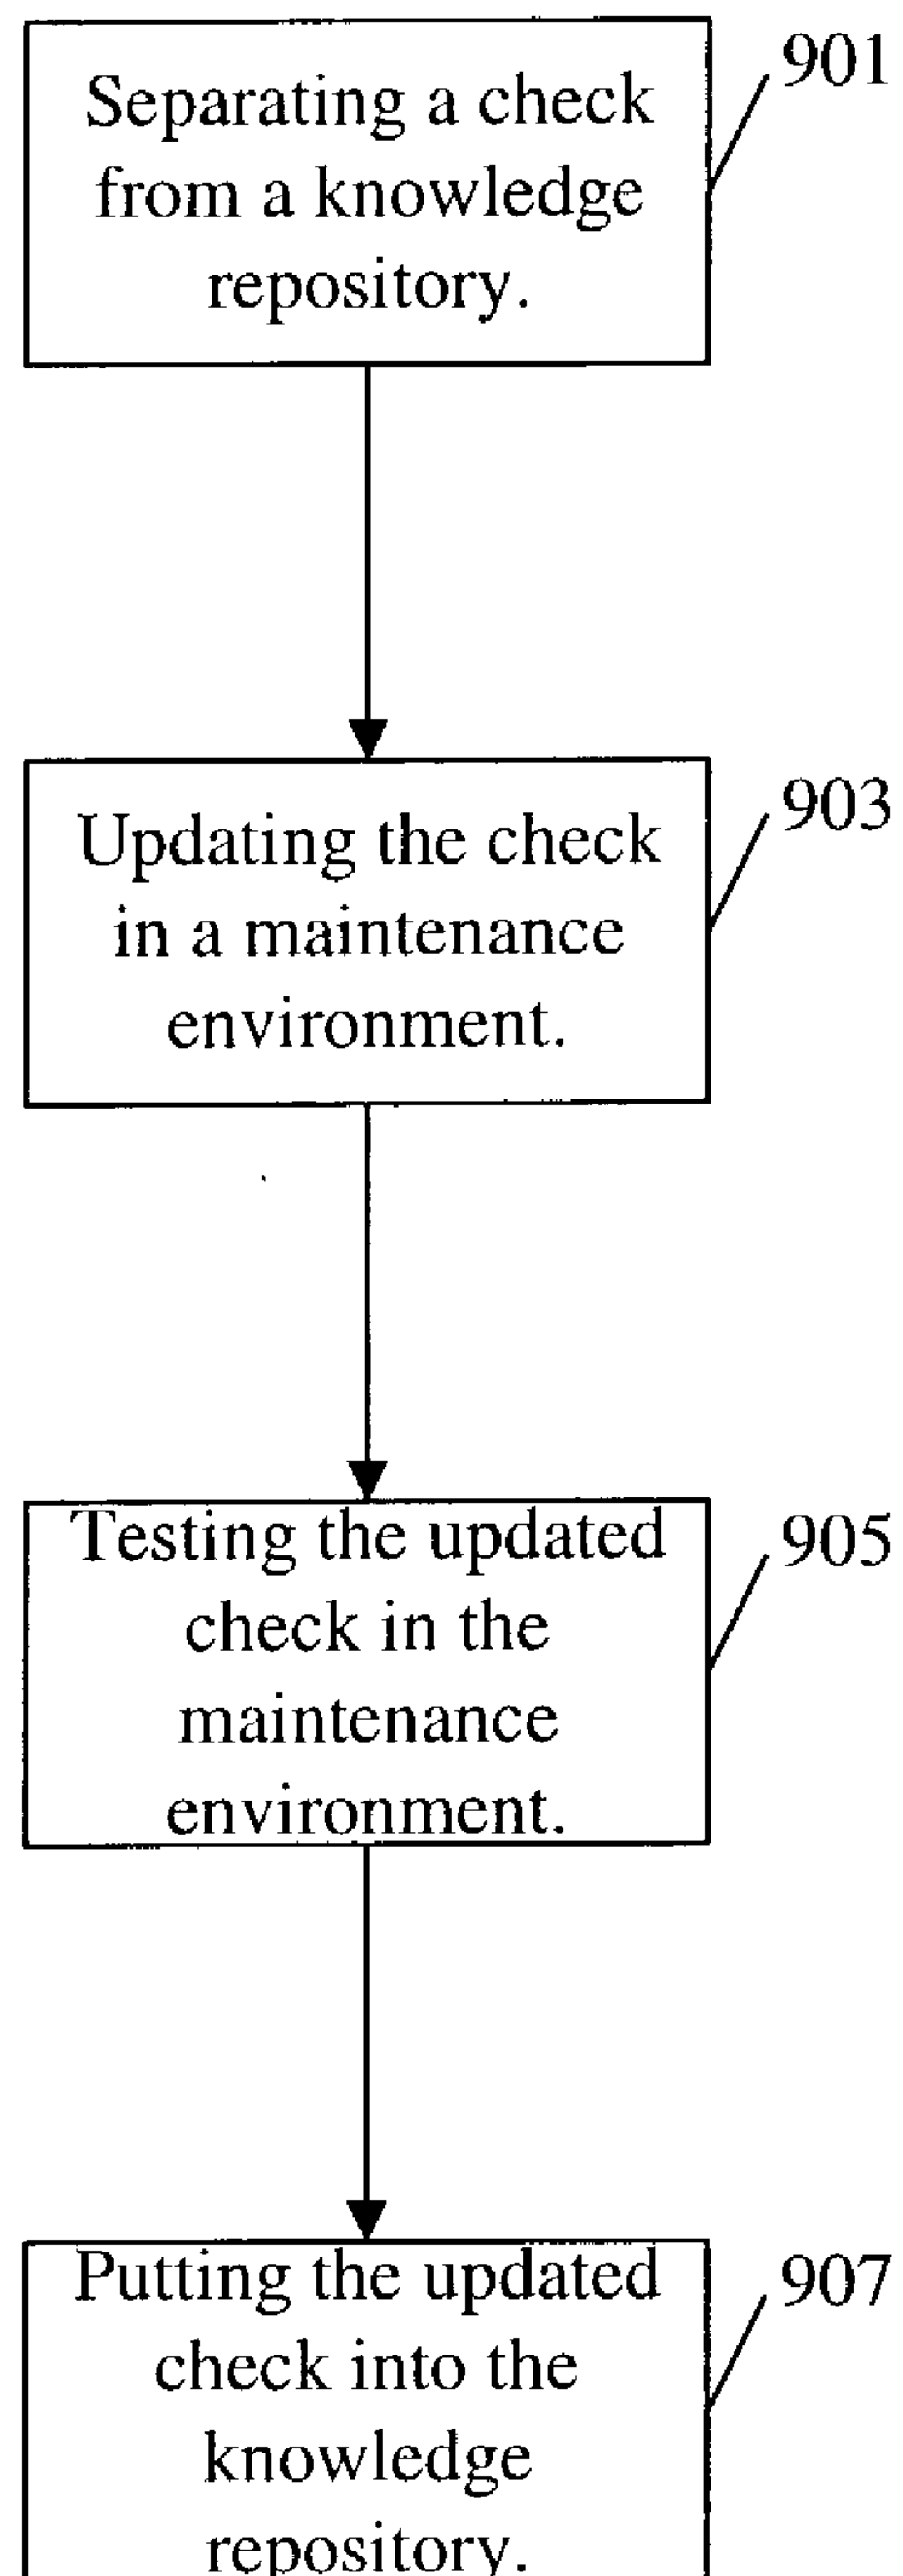 Separating a check
from a knowledge
repository.
901
Updating the check
in a maintenance
environment.
903
Testing the updated
check in the
maintenance
environment.
905
Putting the updated
check into the
knowledge
repository.
907